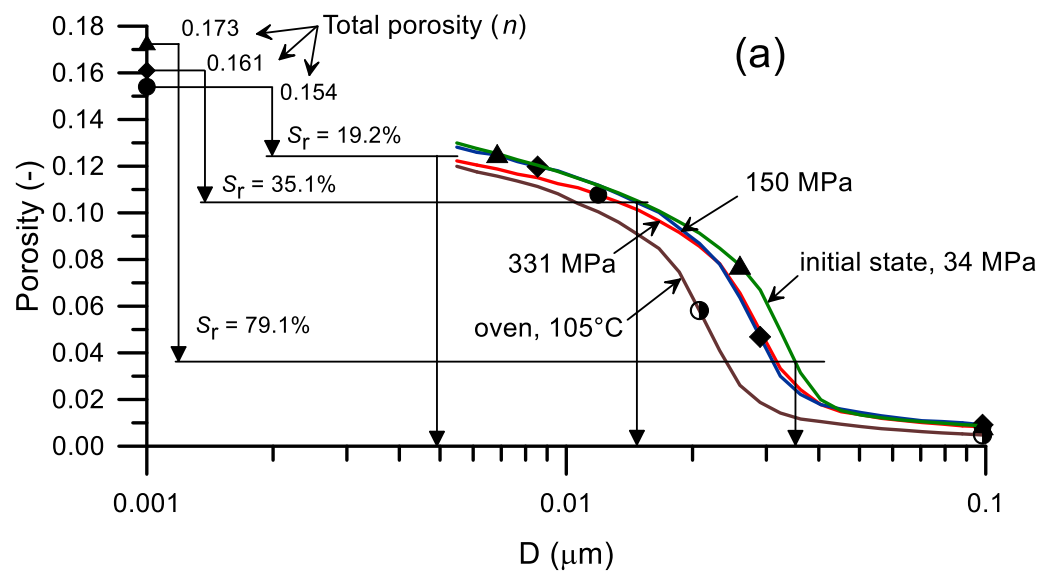 (a)
Total porosity (n)
0.173
0.161
0.154
Sr = 19.2%
Sr = 35.1%
Sr = 79.1%
150 MPa
331 MPa
initial state, 34 MPa
oven, 105°C
Porosity (-)
0.18
0.16
0.14
0.12
0.10
0.08
0.06
0.04
0.02
0.00
0.001 0.01 0.1
D (μm)